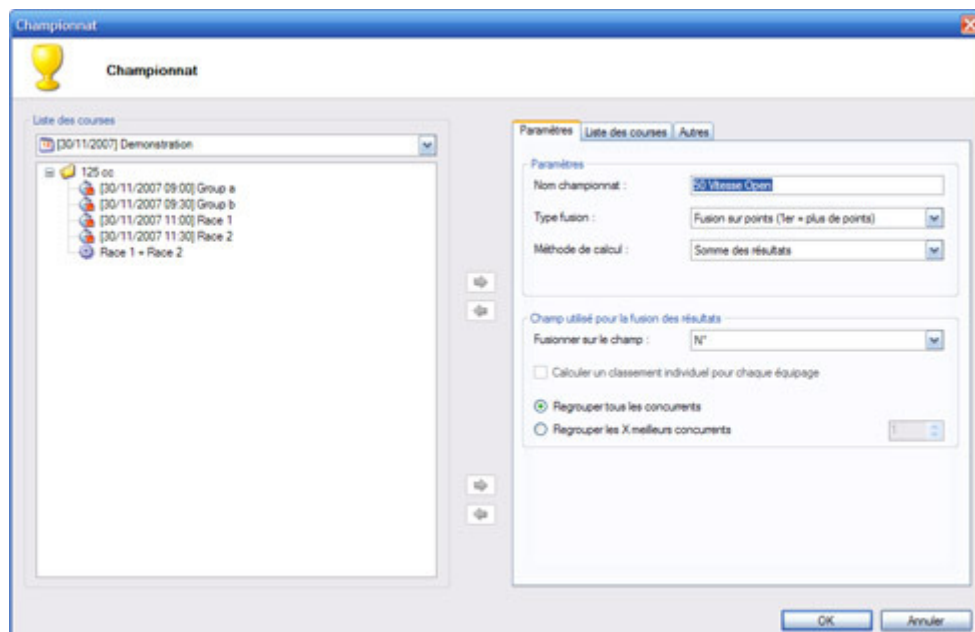 Championnat
Championnat
Liste des courses
[30/11/2007] Demonstration
125 cc
[30/11/2007 09:00] Group a
[30/11/2007 09:30] Group b
[30/11/2007 11:00] Race 1
[30/11/2007 11:30] Race 2
Race 1 + Race 2
Paramètres Liste des courses Autres
Paramètres
Nom championnat : 50 Vitesse Open
Type fusion : Fusion sur points (1er = plus de points)
Méthode de calcul : Somme des résultats
Champ utilisé pour la fusion des résultats
Fusionner sur le champ : N°
Calculer un classement individuel pour chaque équipage
Regrouper tous les concurrents
Regrouper les X meilleurs concurrents 1
OK Annuler